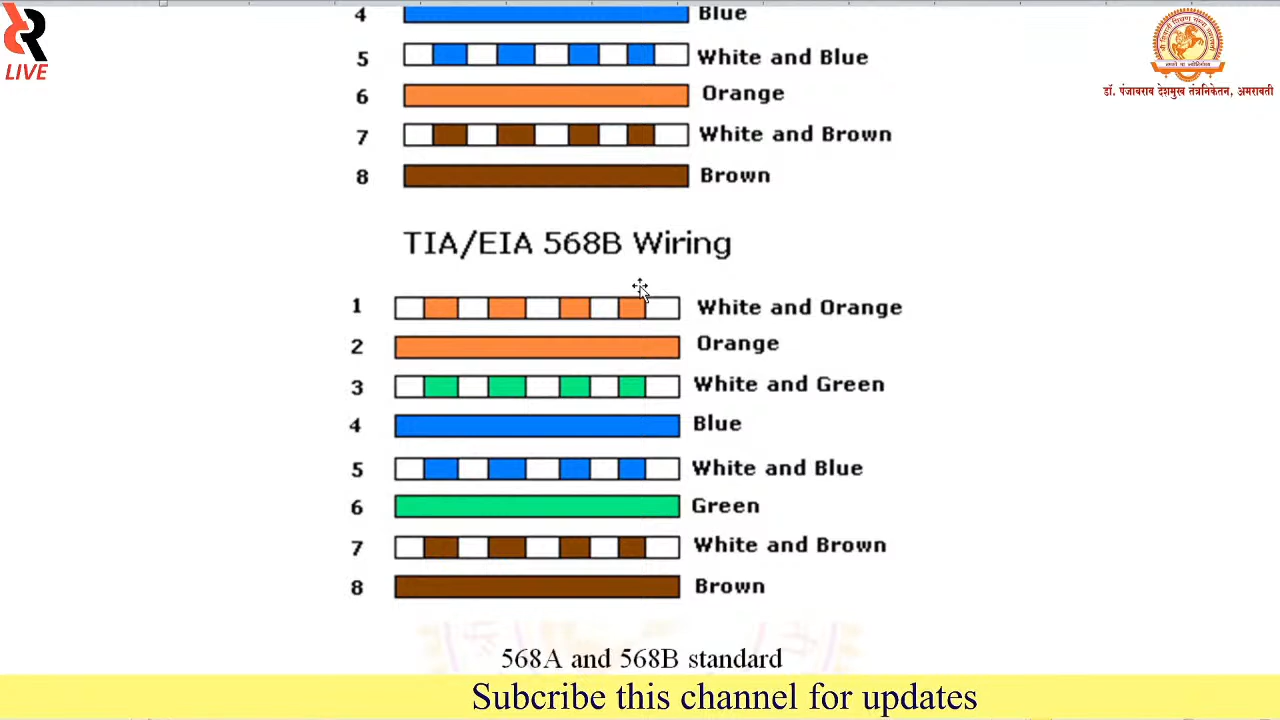 4 Blue
LIVE
5 White and Blue
डॉ. पंजाबराव देशमुख तंत्रनिकेतन, अमरावती
6 Orange
7 White and Brown
8 Brown
TIA/EIA 568B Wiring
1 White and Orange
2 Orange
3 White and Green
4 Blue
5 White and Blue
6 Green
7 White and Brown
8 Brown
568A and 568B standard
Subcribe this channel for updates